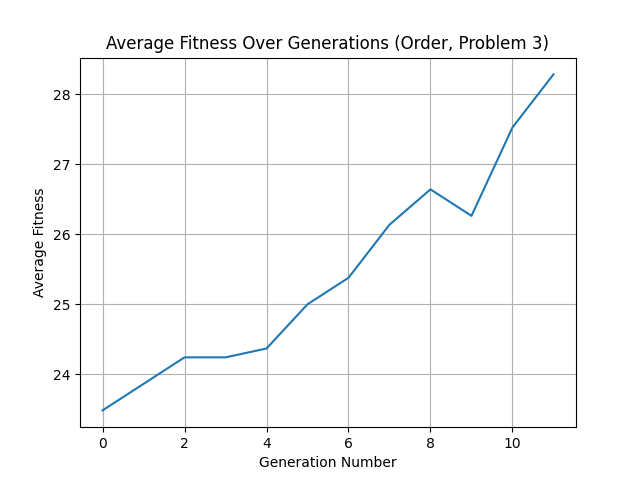 Average Fitness Over Generations (Order, Problem 3)
28
27
26
25
24
Average Fitness
0 2 4 6 8 10
Generation Number